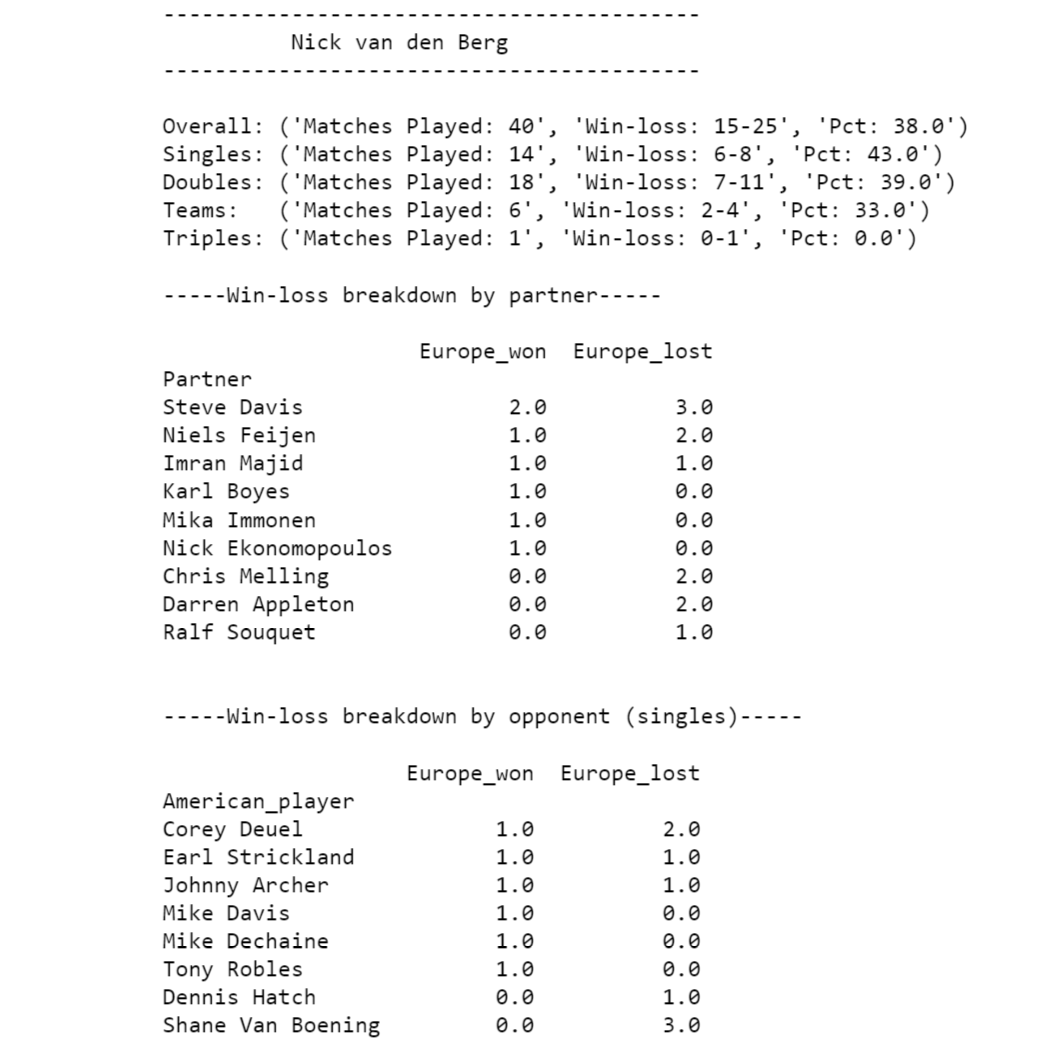 ------------------------------------------
Nick van den Berg
------------------------------------------
Overall: ('Matches Played: 40', 'Win-loss: 15-25', 'Pct: 38.0')
Singles: ('Matches Played: 14', 'Win-loss: 6-8', 'Pct: 43.0')
Doubles: ('Matches Played: 18', 'Win-loss: 7-11', 'Pct: 39.0')
Teams:   ('Matches Played: 6', 'Win-loss: 2-4', 'Pct: 33.0')
Triples: ('Matches Played: 1', 'Win-loss: 0-1', 'Pct: 0.0')
-----Win-loss breakdown by partner-----
Europe_won  Europe_lost
Partner
Steve Davis 2.0 3.0
Niels Feijen 1.0 2.0
Imran Majid 1.0 1.0
Karl Boyes 1.0 0.0
Mika Immonen 1.0 0.0
Nick Ekonomopoulos 1.0 0.0
Chris Melling 0.0 2.0
Darren Appleton 0.0 2.0
Ralf Souquet 0.0 1.0
-----Win-loss breakdown by opponent (singles)-----
Europe_won  Europe_lost
American_player
Corey Deuel 1.0 2.0
Earl Strickland 1.0 1.0
Johnny Archer 1.0 1.0
Mike Davis 1.0 0.0
Mike Dechaine 1.0 0.0
Tony Robles 1.0 0.0
Dennis Hatch 0.0 1.0
Shane Van Boening 0.0 3.0